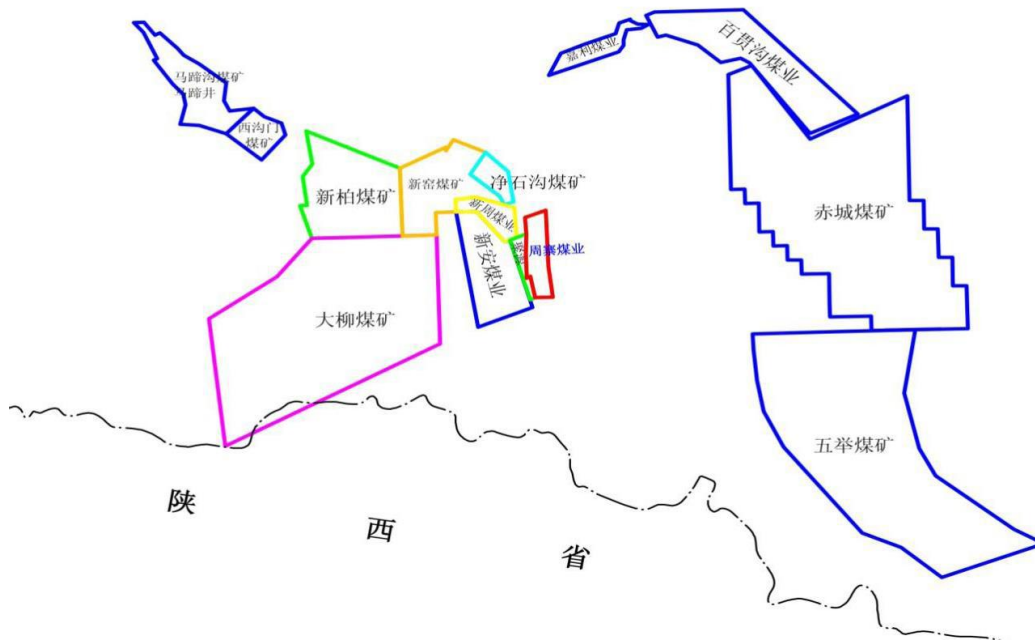 嘉利煤业
百贯沟煤业
马蹄沟煤矿
马蹄井
西沟门
煤矿
新柏煤矿
新窑煤矿
净石沟煤矿
赤城煤矿
新周煤业
新安煤业
周寨煤业
大柳煤矿
五举煤矿
陕西省